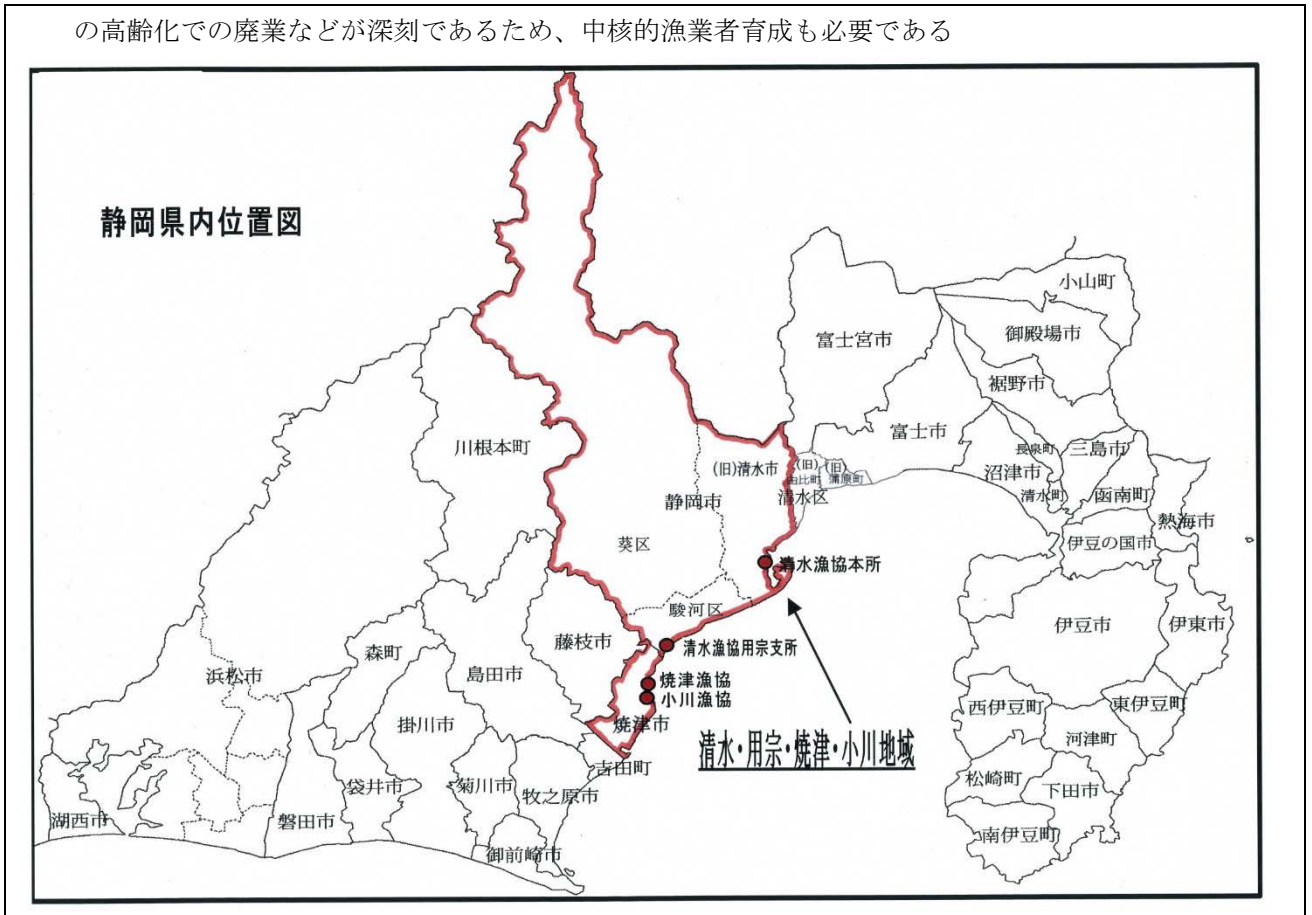 の高齢化での廃業などが深刻であるため、中核的漁業者育成も必要である
静岡県内位置図
小山町
御殿場市
富士宮市
裾野市
富士市
川根本町
長泉町
三島市
(旧)清水市
(旧)
由比町
(旧)
蒲原町
沼津市
清水町
函南町
静岡市
清水区
熱海市
葵区
伊豆の国市
清水漁協本所
駿河区
伊豆市
伊東市
藤枝市
清水漁協用宗支所
森町
島田市
浜松市
焼津漁協
小川漁協
西伊豆町
東伊豆町
掛川市
焼津市
河津町
清水・用宗・焼津・小川地域
吉田町
松崎町
下田市
袋井市
菊川市
牧之原市
湖西市
磐田市
南伊豆町
御前崎市